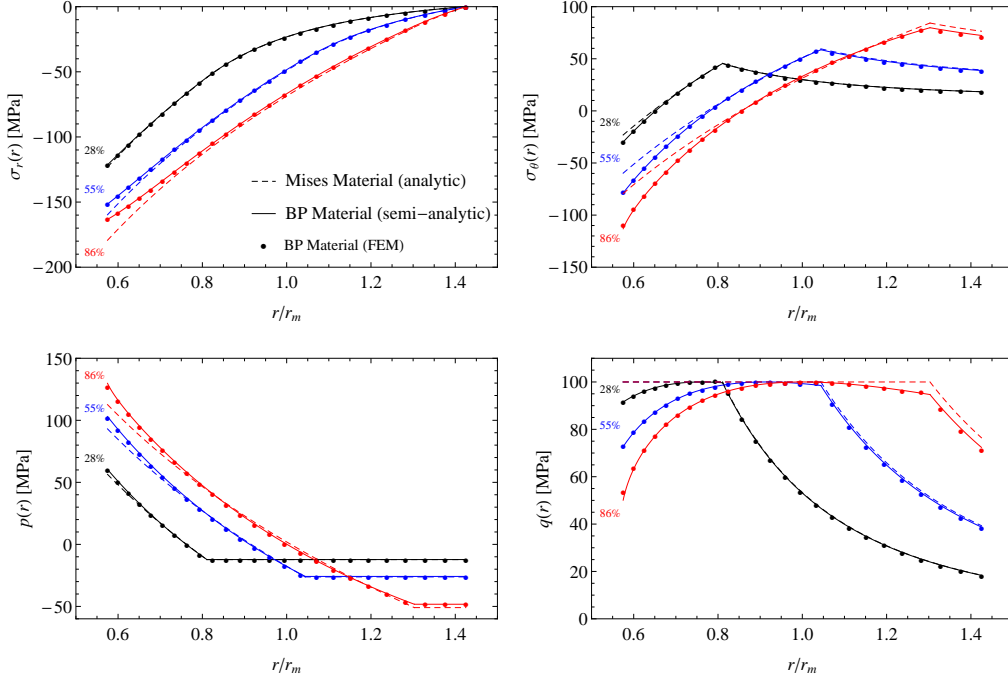 0
−50
−100
−150
−200
σr(r) [MPa]
28%
55%
86%
Mises Material (analytic)
BP Material (semi−analytic)
BP Material (FEM)
0.6 0.8 1.0 1.2 1.4
r/rm
100
50
0
−50
−100
−150
σθ(r) [MPa]
28%
55%
86%
0.6 0.8 1.0 1.2 1.4
r/rm
150
100
50
0
−50
p(r) [MPa]
86%
55%
28%
0.6 0.8 1.0 1.2 1.4
r/rm
100
80
60
40
20
0
q(r) [MPa]
28%
55%
86%
0.6 0.8 1.0 1.2 1.4
r/rm